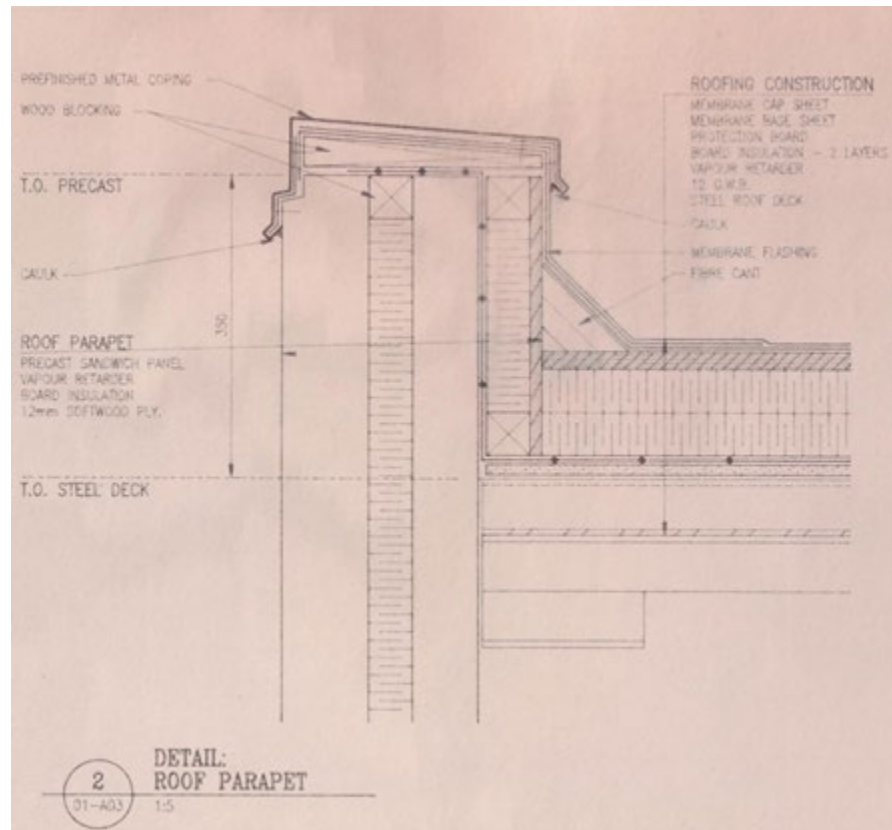 PREFINISHED METAL COPING
WOOD BLOCKING
T.O. PRECAST
CAULK
350
ROOF PARAPET
PRECAST SANDWICH PANEL
VAPOUR RETARDER
BOARD INSULATION
12mm SOFTWOOD PLY.
T.O. STEEL DECK
ROOFING CONSTRUCTION
MEMBRANE CAP SHEET
MEMBRANE BASE SHEET
PROTECTION BOARD
BOARD INSULATION - 2 LAYERS
VAPOUR RETARDER
12 G.W.B.
STEEL ROOF DECK
CAULK
MEMBRANE FLASHING
FIBRE CANT
2
01-A03
DETAIL:
ROOF PARAPET
1:5